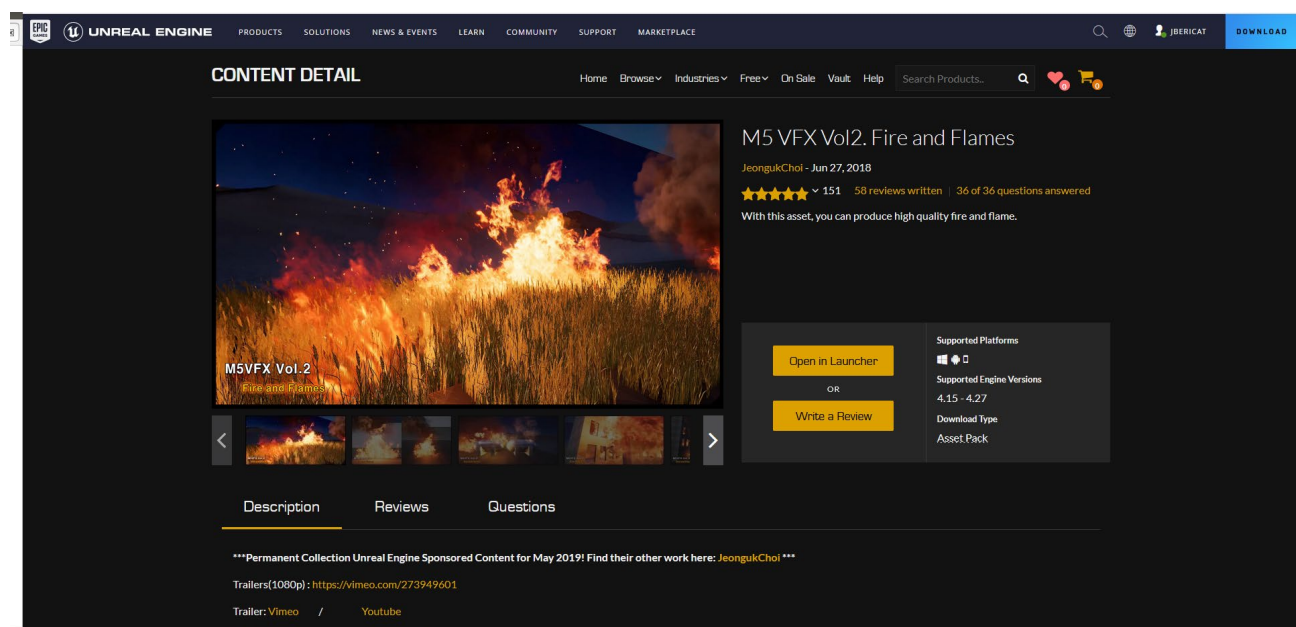 EPIC GAMES UNREAL ENGINE PRODUCTS SOLUTIONS NEWS & EVENTS LEARN COMMUNITY SUPPORT MARKETPLACE JBERICAT DOWNLOAD
CONTENT DETAIL Home Browse Industries Free On Sale Vault Help Search Products.. 0 0
M5 VFX Vol2. Fire and Flames
JeongukChoi - Jun 27, 2018
151 58 reviews written | 36 of 36 questions answered
With this asset, you can produce high quality fire and flame.
M5VFX Vol.2
Fire and Flames
Open in Launcher
OR
Write a Review
Supported Platforms
Supported Engine Versions
4.15 - 4.27
Download Type
Asset Pack
Description Reviews Questions
***Permanent Collection Unreal Engine Sponsored Content for May 2019! Find their other work here: JeongukChoi ***
Trailers(1080p) : https://vimeo.com/273949601
Trailer: Vimeo / Youtube